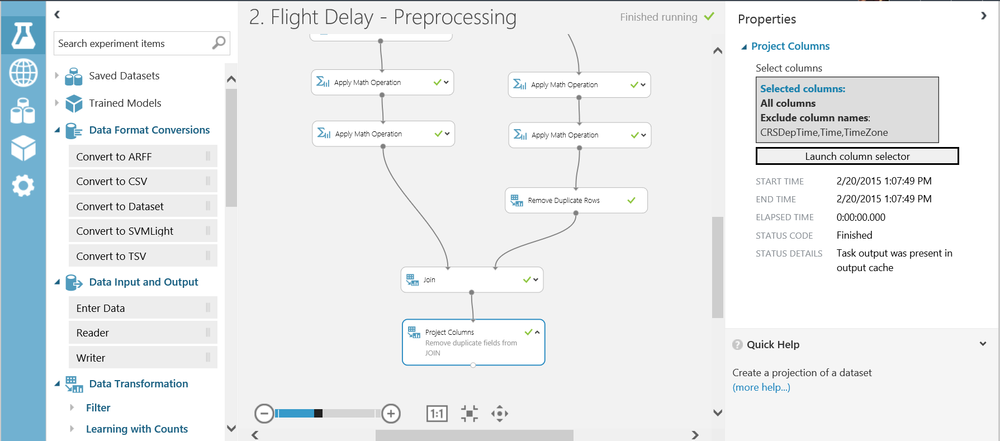 2. Flight Delay - Preprocessing
Finished running
Search experiment items
Saved Datasets
Trained Models
Data Format Conversions
Convert to ARFF
Convert to CSV
Convert to Dataset
Convert to SVMLight
Convert to TSV
Data Input and Output
Enter Data
Reader
Writer
Data Transformation
Filter
Learning with Counts
Apply Math Operation
Apply Math Operation
Apply Math Operation
Apply Math Operation
Remove Duplicate Rows
Join
Project Columns
Remove duplicate fields from
JOIN
1:1
Properties
Project Columns
Select columns
Selected columns:
All columns
Exclude column names:
CRSDepTime,Time,TimeZone
Launch column selector
START TIME 2/20/2015 1:07:49 PM
END TIME 2/20/2015 1:07:49 PM
ELAPSED TIME 0:00:00.000
STATUS CODE Finished
STATUS DETAILS Task output was present in
output cache
? Quick Help
Create a projection of a dataset
(more help...)